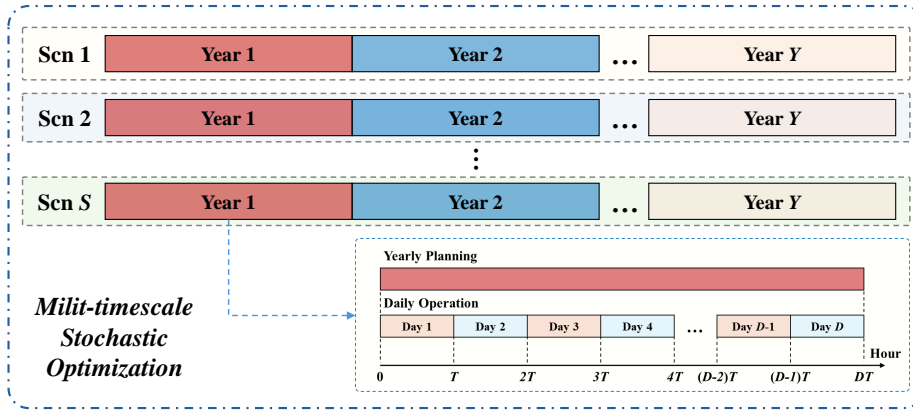 Scn 1 Year 1 Year 2 ... Year Y
Scn 2 Year 1 Year 2 ... Year Y
⋮
Scn S Year 1 Year 2 ... Year Y
Yearly Planning
Daily Operation
Day 1 Day 2 Day 3 Day 4 ... Day D-1 Day D
Hour
0 T 2T 3T 4T (D-2)T (D-1)T DT
Milit-timescale
Stochastic
Optimization